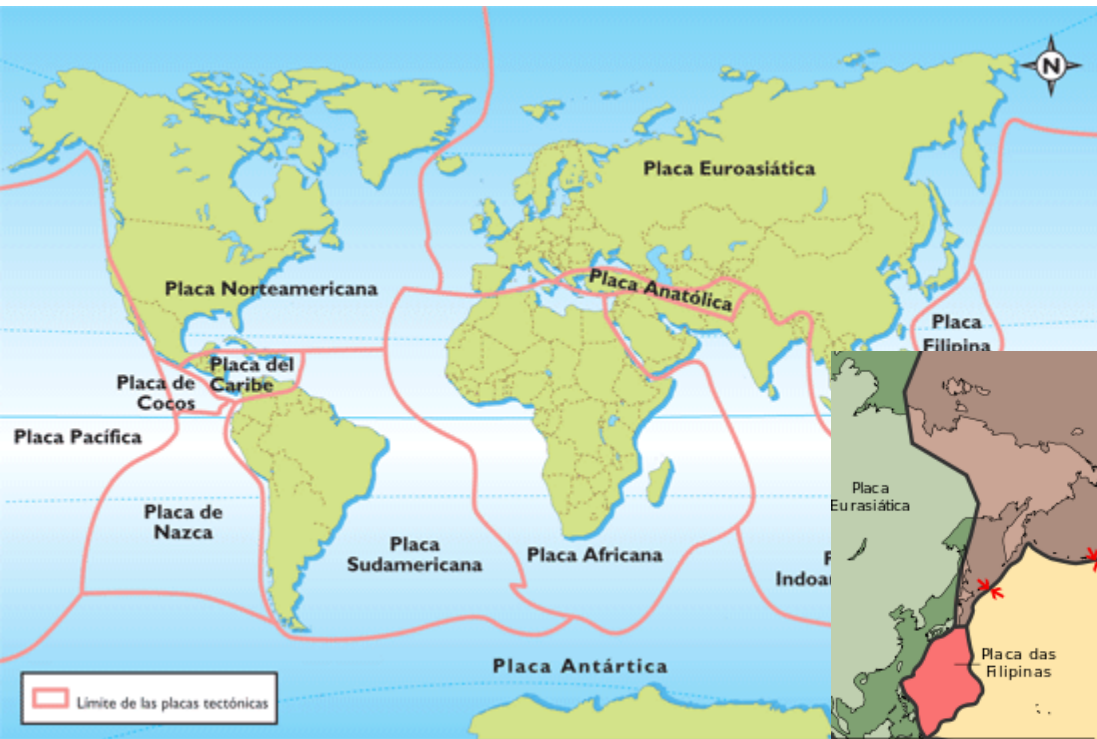 N
Placa Euroasiática
Placa Anatólica
Placa Norteamericana
Placa
Filipina
Placa del
Caribe
Placa de
Cocos
Placa Pacífica
Placa de
Nazca
Placa
Sudamericana
Placa Africana
Placa Antártica
Límite de las placas tectónicas
Placa
Eurasiática
Placa das
Filipinas